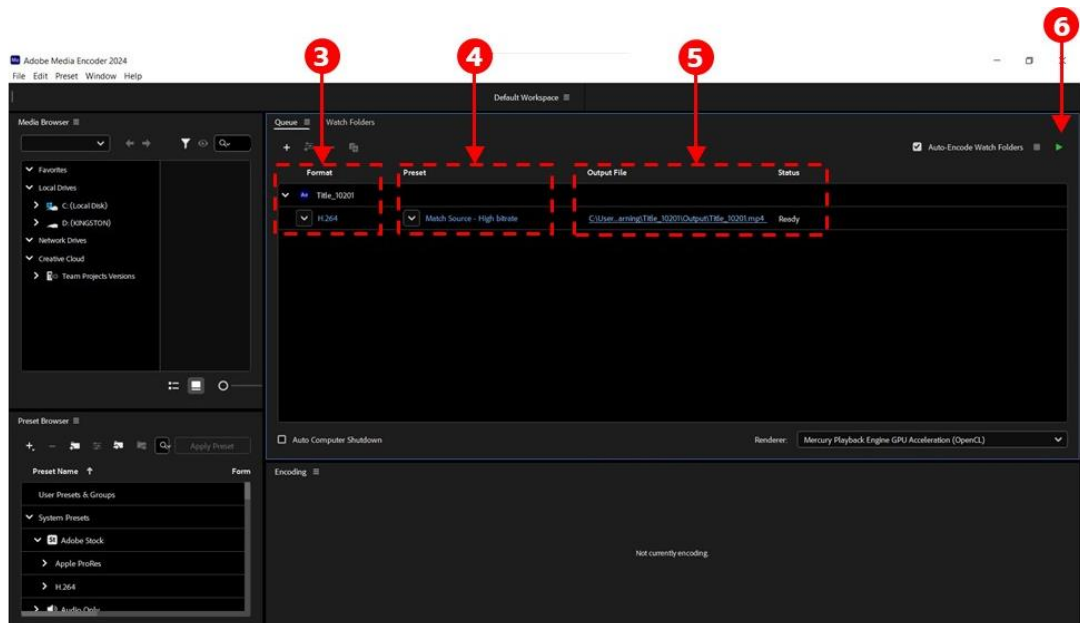 3
4
5
6
Me Adobe Media Encoder 2024
File Edit Preset Window Help
Default Workspace
Media Browser
Favorites
Local Drives
C: (Local Disk)
D: (KINGSTON)
Network Drives
Creative Cloud
Team Projects Versions
Queue Watch Folders
Auto-Encode Watch Folders
Format Preset Output File Status
Ae Title_10201
H.264 Match Source - High bitrate C:\User...arning\Title_10201\Output\Title_10201.mp4 Ready
Auto Computer Shutdown Renderer: Mercury Playback Engine GPU Acceleration (OpenCL)
Preset Browser
Apply Preset
Preset Name Form
User Presets & Groups
System Presets
St Adobe Stock
Apple ProRes
H.264
Audio Only
Encoding
Not currently encoding.